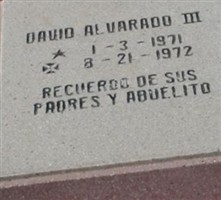 DAVID ALVARADO III
1-3-1971
8-21-1972
RECUERDO DE SUS
PADRES Y ABUELITO